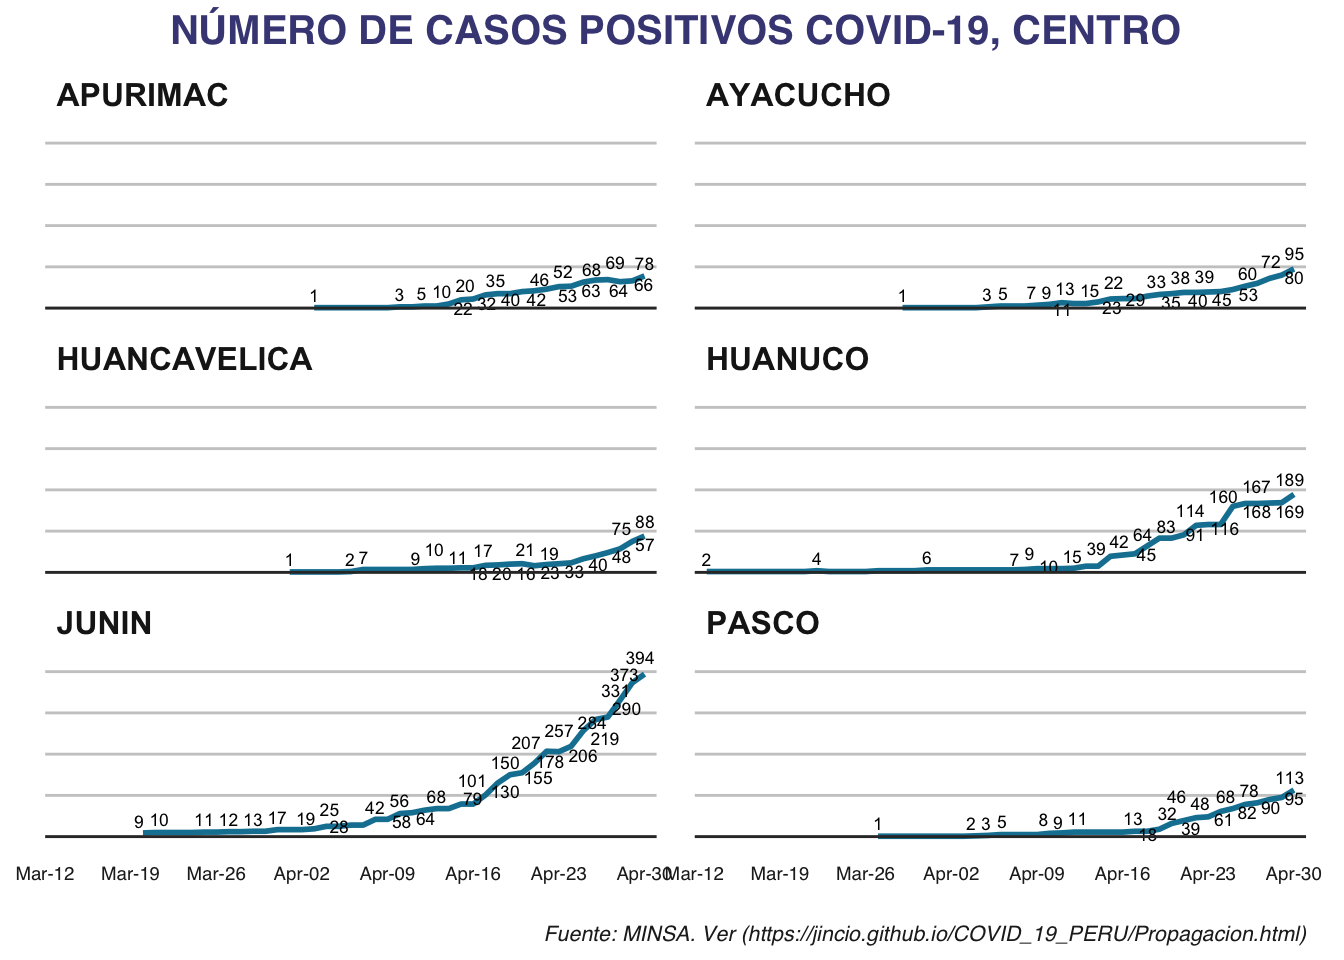 NÚMERO DE CASOS POSITIVOS COVID-19, CENTRO
APURIMAC
1 3 5 10 22 20 32 35 40 42 46 52 53 63 68 69 64 66 78
AYACUCHO
1 3 5 7 9 11 13 15 23 22 29 33 35 38 40 39 45 53 60 72 80 95
HUANCAVELICA
1 2 7 9 10 11 18 17 20 21 16 19 23 33 40 48 75 57 88
HUANUCO
2 4 6 7 9 10 15 39 42 45 64 83 91 114 116 160 168 167 169 189
JUNIN
9 10 11 12 13 17 19 25 28 42 56 58 64 68 79 101 130 150 155 207 178 257 206 284 219 290 331 373 394
PASCO
1 2 3 5 8 9 11 13 18 32 46 39 48 61 68 82 78 90 95 113
Mar-12 Mar-19 Mar-26 Apr-02 Apr-09 Apr-16 Apr-23 Apr-30
Mar-12 Mar-19 Mar-26 Apr-02 Apr-09 Apr-16 Apr-23 Apr-30
Fuente: MINSA. Ver (https://jincio.github.io/COVID_19_PERU/Propagacion.html)